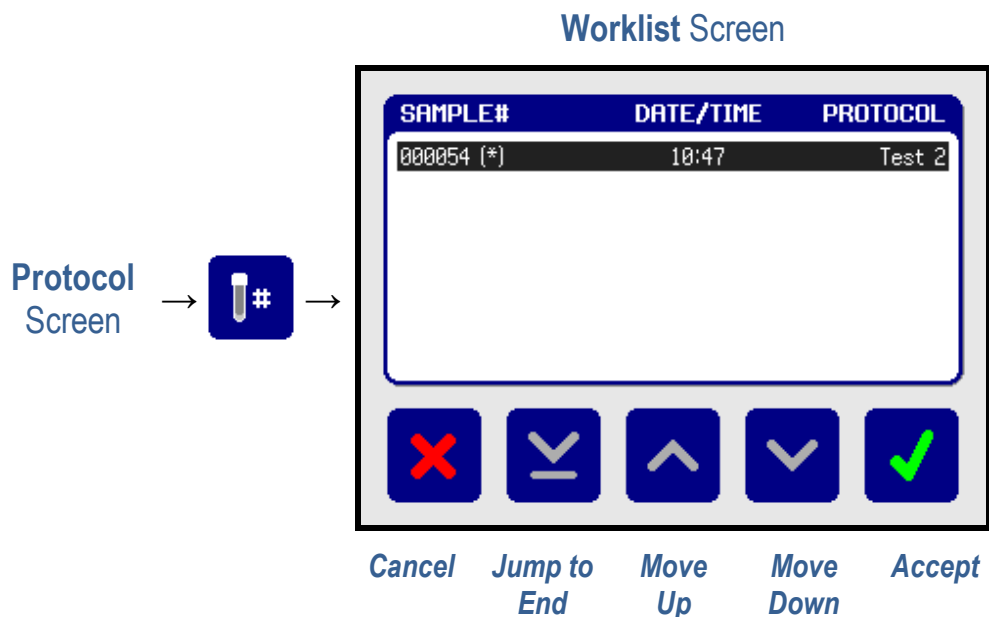 Worklist Screen
SAMPLE# DATE/TIME PROTOCOL
000054 (*) 10:47 Test 2
Protocol
Screen
→ # →
Cancel Jump to End Move Up Move Down Accept